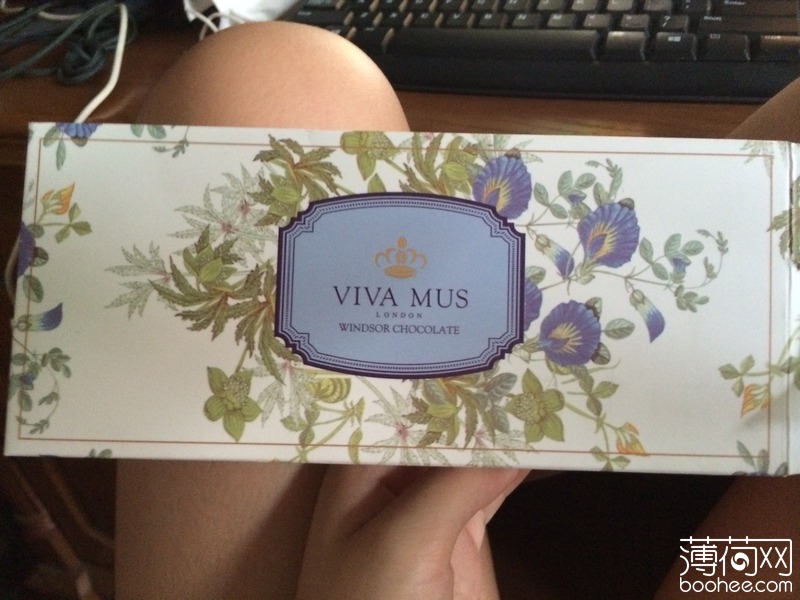 VIVA MUS
LONDON
WINDSOR CHOCOLATE
薄荷网
boohee.com